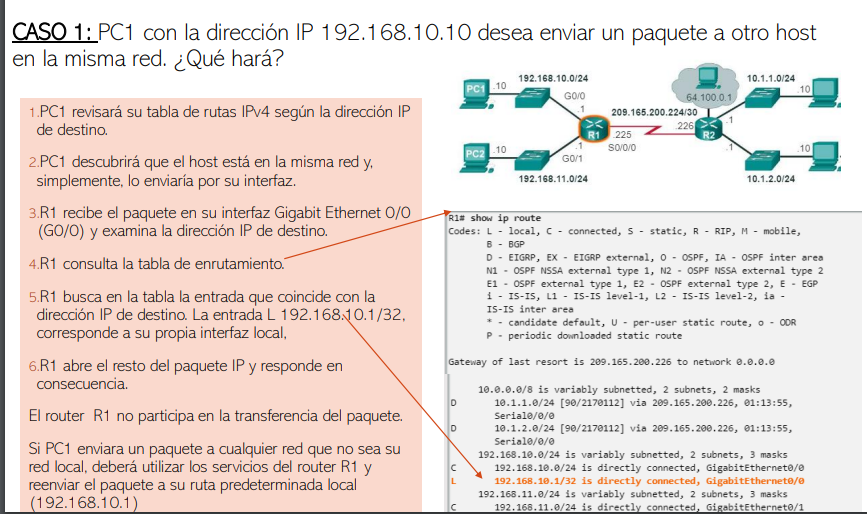 CASO 1: PC1 con la dirección IP 192.168.10.10 desea enviar un paquete a otro host
en la misma red. ¿Qué hará?
1.PC1 revisará su tabla de rutas IPv4 según la dirección IP
de destino.
2.PC1 descubrirá que el host está en la misma red y,
simplemente, lo enviaría por su interfaz.
3.R1 recibe el paquete en su interfaz Gigabit Ethernet 0/0
(G0/0) y examina la dirección IP de destino.
4.R1 consulta la tabla de enrutamiento.
5.R1 busca en la tabla la entrada que coincide con la
dirección IP de destino. La entrada L 192.168.10.1/32,
corresponde a su propia interfaz local,
6.R1 abre el resto del paquete IP y responde en
consecuencia.
El router R1 no participa en la transferencia del paquete.
Si PC1 enviara un paquete a cualquier red que no sea su
red local, deberá utilizar los servicios del router R1 y
reenviar el paquete a su ruta predeterminada local
(192.168.10.1)
PC1
.10
192.168.10.0/24
G0/0
.1
R1
.225
S0/0/0
209.165.200.224/30
.226
64.100.0.1
.1
R2
.1
.1
10.1.1.0/24
.10
PC2
.10
.1
G0/1
192.168.11.0/24
.10
10.1.2.0/24
R1# show ip route
Codes: L - local, C - connected, S - static, R - RIP, M - mobile,
B - BGP
D - EIGRP, EX - EIGRP external, O - OSPF, IA - OSPF inter area
N1 - OSPF NSSA external type 1, N2 - OSPF NSSA external type 2
E1 - OSPF external type 1, E2 - OSPF external type 2, E - EGP
i - IS-IS, L1 - IS-IS level-1, L2 - IS-IS level-2, ia -
IS-IS inter area
* - candidate default, U - per-user static route, o - ODR
P - periodic downloaded static route
Gateway of last resort is 209.165.200.226 to network 0.0.0.0
10.0.0.0/8 is variably subnetted, 2 subnets, 2 masks
D 10.1.1.0/24 [90/2170112] via 209.165.200.226, 01:13:55,
Serial0/0/0
D 10.1.2.0/24 [90/2170112] via 209.165.200.226, 01:13:55,
Serial0/0/0
192.168.10.0/24 is variably subnetted, 2 subnets, 3 masks
C 192.168.10.0/24 is directly connected, GigabitEthernet0/0
L 192.168.10.1/32 is directly connected, GigabitEthernet0/0
192.168.11.0/24 is variably subnetted, 2 subnets, 3 masks
C 192.168.11.0/24 is directly connected, GigabitEthernet0/1